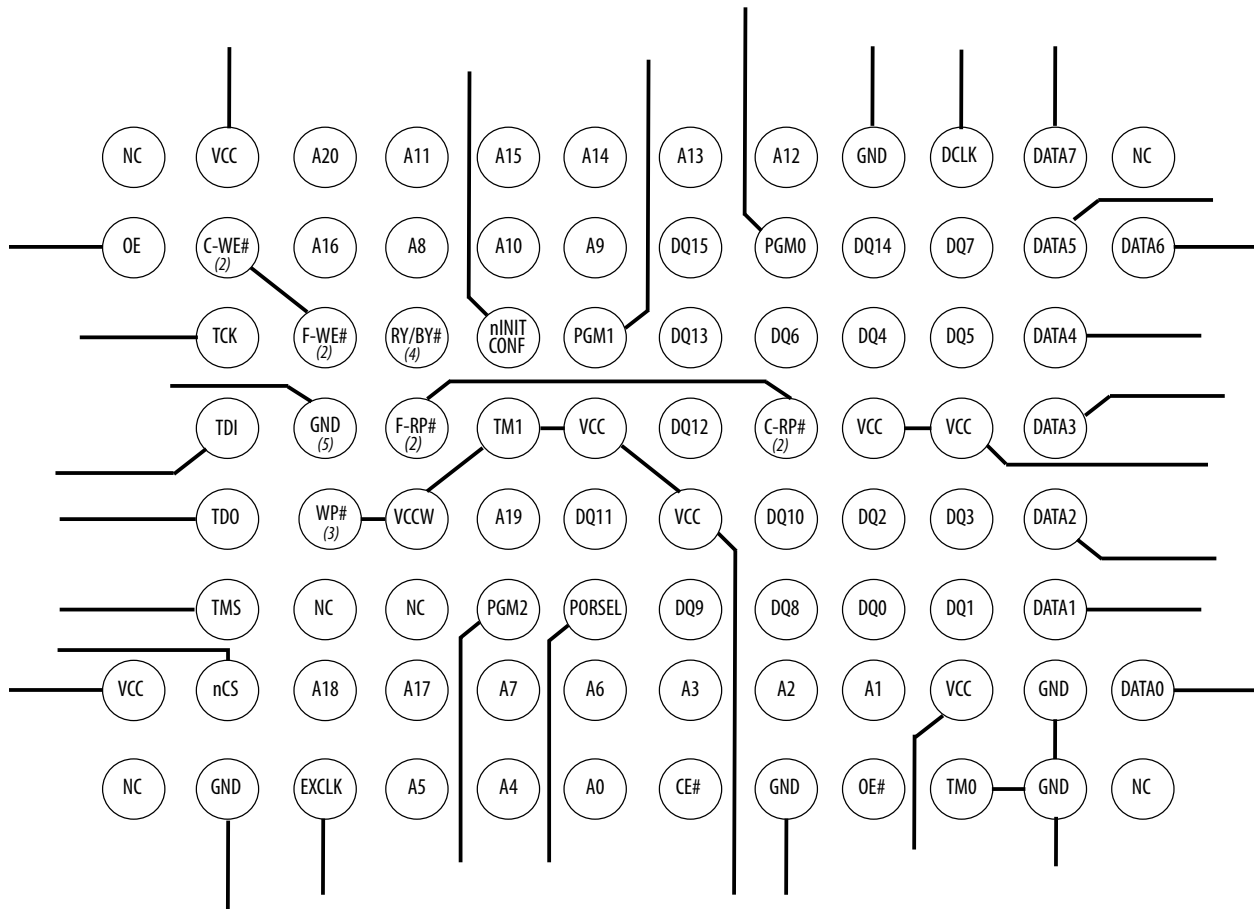 NC VCC A20 A11 A15 A14 A13 A12 GND DCLK DATA7 NC
OE C-WE# (2) A16 A8 A10 A9 DQ15 PGM0 DQ14 DQ7 DATA5 DATA6
TCK F-WE# (2) RY/BY# (4) nINIT CONF PGM1 DQ13 DQ6 DQ4 DQ5 DATA4
TDI GND (5) F-RP# (2) TM1 VCC DQ12 C-RP# (2) VCC VCC DATA3
TDO WP# (3) VCCW A19 DQ11 VCC DQ10 DQ2 DQ3 DATA2
TMS NC NC PGM2 PORSEL DQ9 DQ8 DQ0 DQ1 DATA1
VCC nCS A18 A17 A7 A6 A3 A2 A1 VCC GND DATA0
NC GND EXCLK A5 A4 A0 CE# GND OE# TM0 GND NC